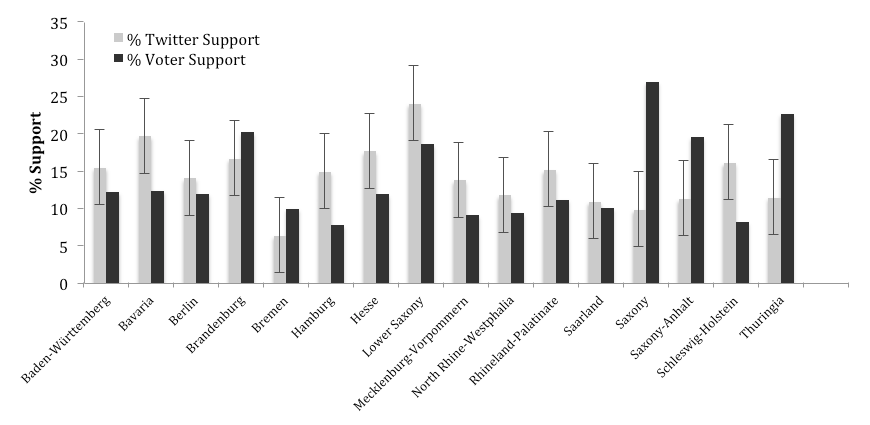 35
30
25
20
15
10
5
0
% Support
% Twitter Support
% Voter Support
Baden-Württemberg
Bavaria
Berlin
Brandenburg
Bremen
Hamburg
Hesse
Lower Saxony
Mecklenburg-Vorpommern
North Rhine-Westphalia
Rhineland-Palatinate
Saarland
Saxony
Saxony-Anhalt
Schleswig-Holstein
Thuringia